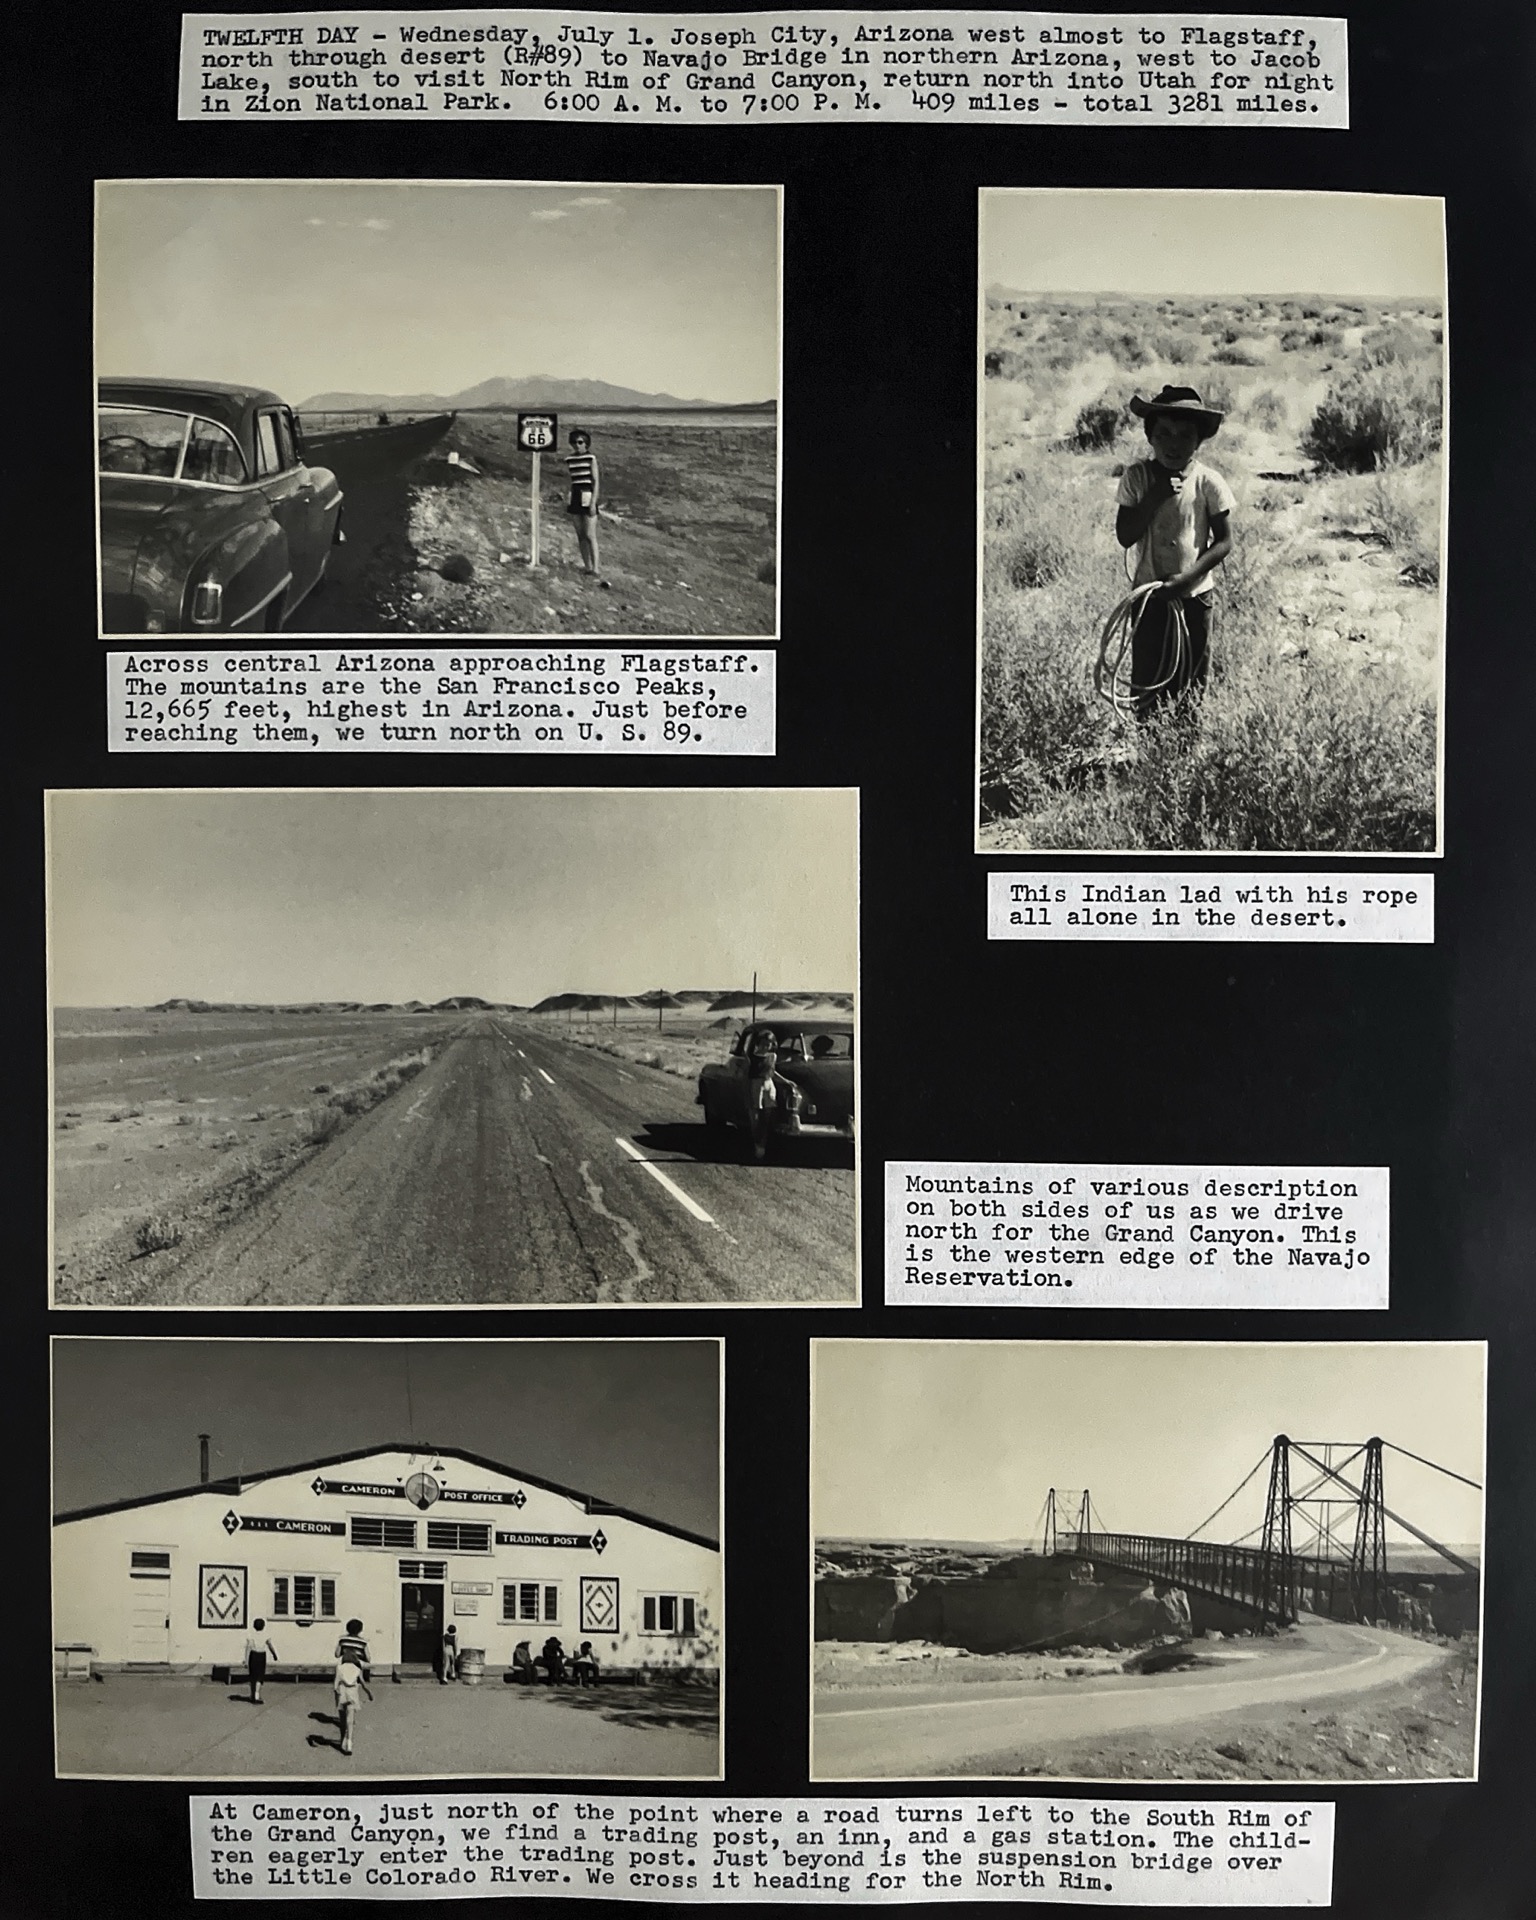 TWELFTH DAY - Wednesday, July 1. Joseph City, Arizona west almost to Flagstaff,
north through desert (R#89) to Navajo Bridge in northern Arizona, west to Jacob
Lake, south to visit North Rim of Grand Canyon, return north into Utah for night
in Zion National Park. 6:00 A. M. to 7:00 P. M. 409 miles - total 3281 miles.
ARIZONA
U S
66
Across central Arizona approaching Flagstaff.
The mountains are the San Francisco Peaks,
12,665 feet, highest in Arizona. Just before
reaching them, we turn north on U. S. 89.
This Indian lad with his rope
all alone in the desert.
Mountains of various description
on both sides of us as we drive
north for the Grand Canyon. This
is the western edge of the Navajo
Reservation.
CAMERON POST OFFICE
CAMERON TRADING POST
COFFEE SHOP
At Cameron, just north of the point where a road turns left to the South Rim of
the Grand Canyon, we find a trading post, an inn, and a gas station. The child-
ren eagerly enter the trading post. Just beyond is the suspension bridge over
the Little Colorado River. We cross it heading for the North Rim.